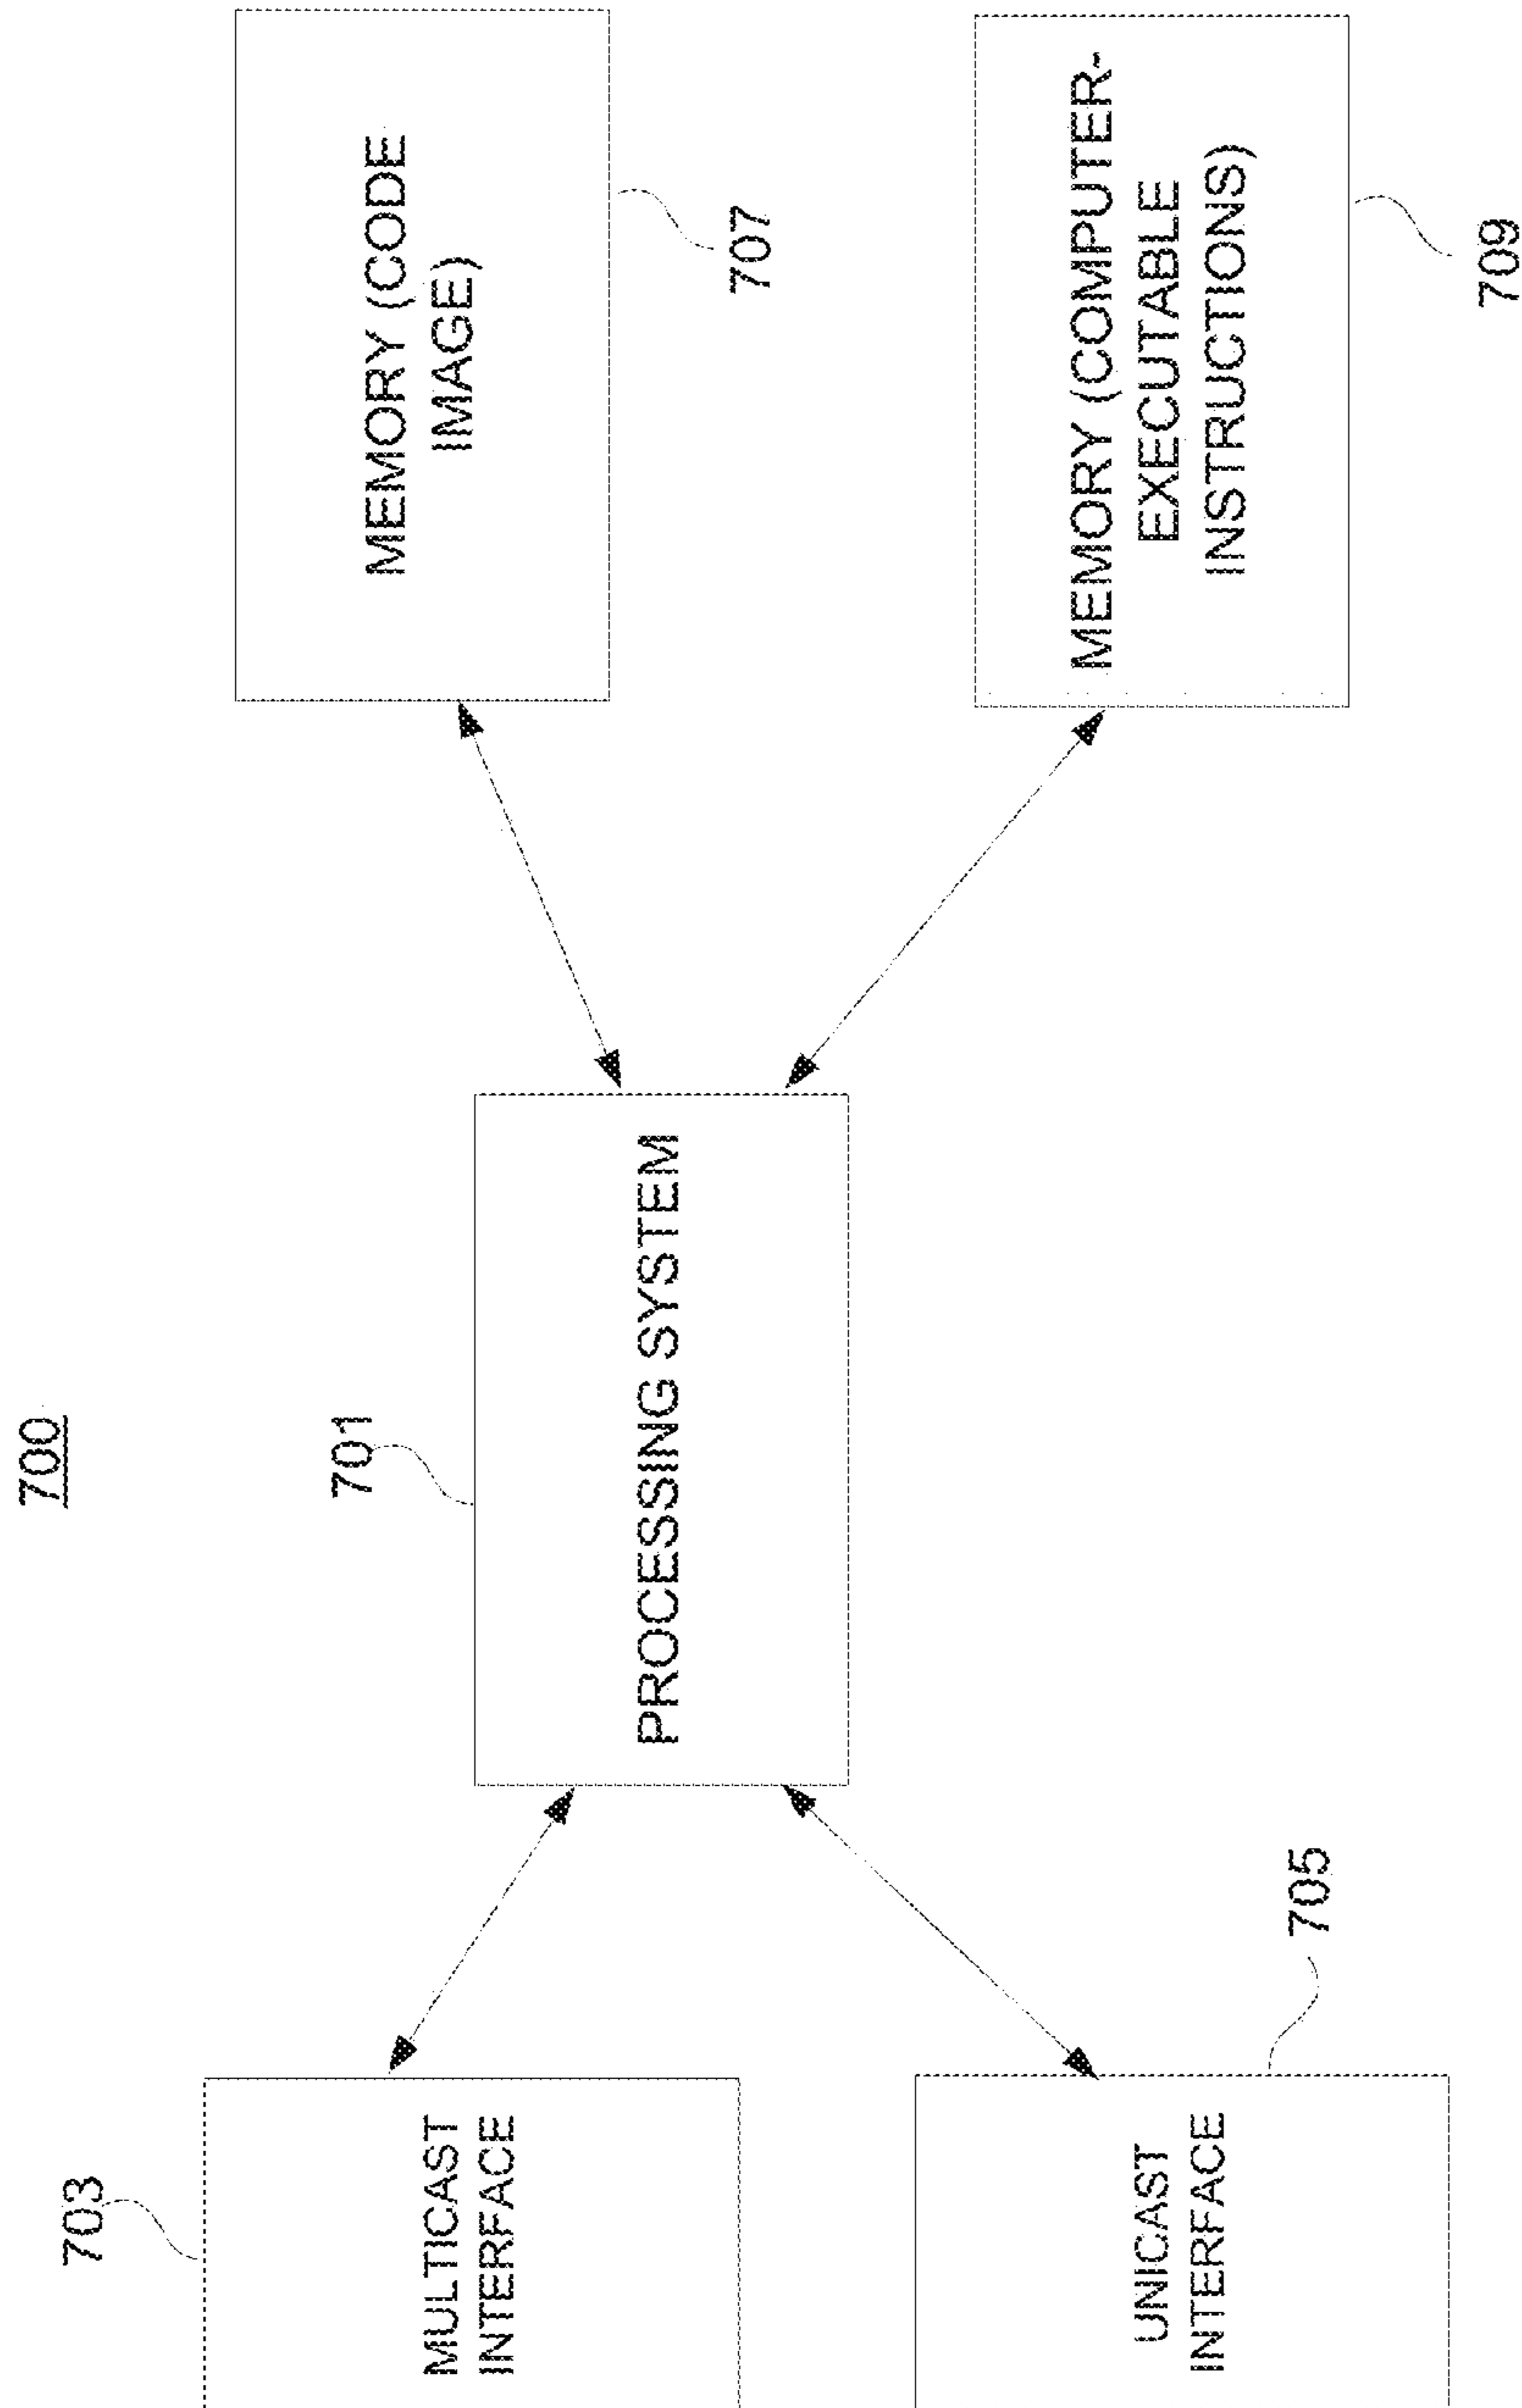 700
703
MULTICAST
INTERFACE
705
UNICAST
INTERFACE
701
PROCESSING SYSTEM
MEMORY (CODE
IMAGE)
707
MEMORY (COMPUTER-
EXECUTABLE
INSTRUCTIONS)
709